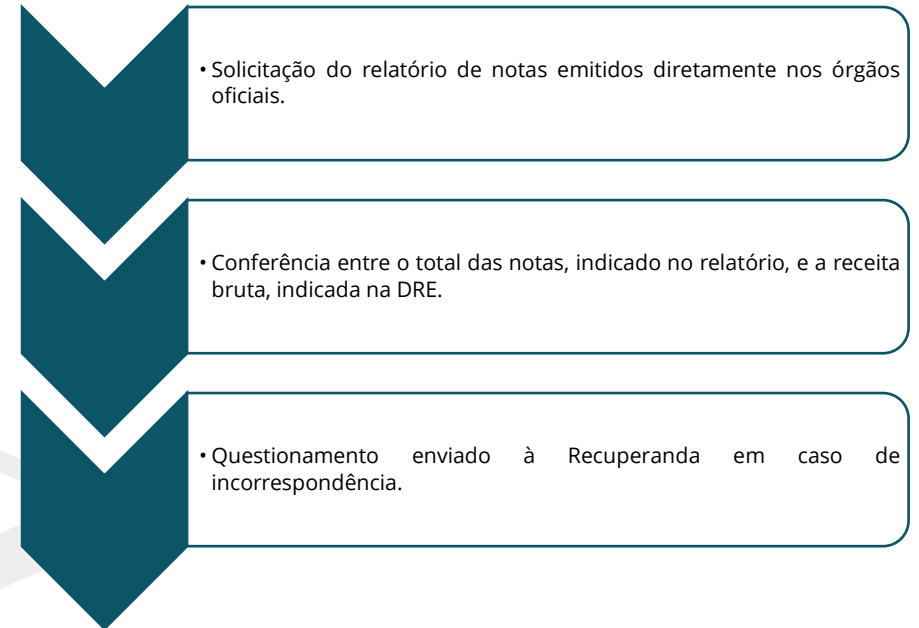 • Solicitação do relatório de notas emitidos diretamente nos órgãos
oficiais.
• Conferência entre o total das notas, indicado no relatório, e a receita
bruta, indicada na DRE.
• Questionamento enviado à Recuperanda em caso de
incorrespondência.